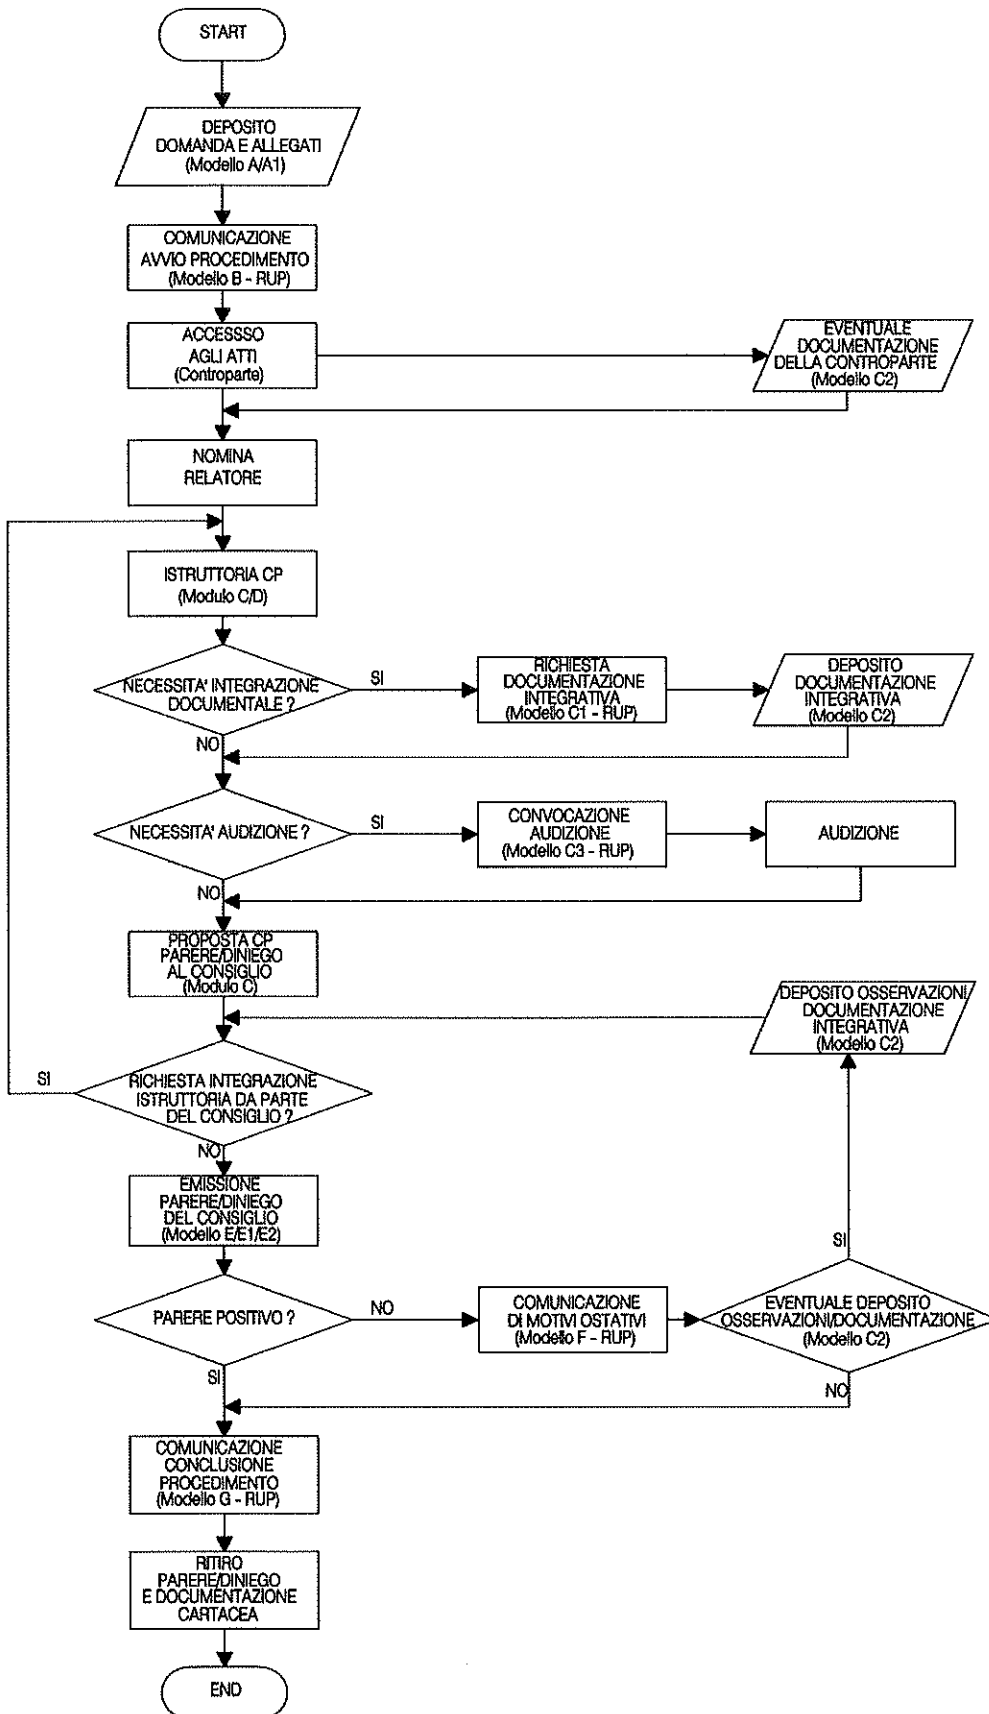 START
DEPOSITO
DOMANDA E ALLEGATI
(Modello A/A1)
COMUNICAZIONE
AVVIO PROCEDIMENTO
(Modello B - RUP)
ACCESSSO
AGLI ATTI
(Controparte)
EVENTUALE
DOCUMENTAZIONE
DELLA CONTROPARTE
(Modello C2)
NOMINA
RELATORE
ISTRUTTORIA CP
(Modulo C/D)
NECESSITA' INTEGRAZIONE
DOCUMENTALE ?
SI
RICHIESTA
DOCUMENTAZIONE
INTEGRATIVA
(Modello C1 - RUP)
DEPOSITO
DOCUMENTAZIONE
INTEGRATIVA
(Modello C2)
NO
NECESSITA' AUDIZIONE ?
SI
CONVOCAZIONE
AUDIZIONE
(Modello C3 - RUP)
AUDIZIONE
NO
PROPOSTA CP
PARERE/DINIEGO
AL CONSIGLIO
(Modulo C)
DEPOSITO OSSERVAZIONI
DOCUMENTAZIONE
INTEGRATIVA
(Modello C2)
SI
RICHIESTA INTEGRAZIONE
ISTRUTTORIA DA PARTE
DEL CONSIGLIO ?
NO
EMISSIONE
PARERE/DINIEGO
DEL CONSIGLIO
(Modello E/E1/E2)
SI
PARERE POSITIVO ?
NO
COMUNICAZIONE
DI MOTIVI OSTATIVI
(Modello F - RUP)
EVENTUALE DEPOSITO
OSSERVAZIONI/DOCUMENTAZIONE
(Modello C2)
SI
NO
COMUNICAZIONE
CONCLUSIONE
PROCEDIMENTO
(Modello G - RUP)
RITIRO
PARERE/DINIEGO
E DOCUMENTAZIONE
CARTACEA
END